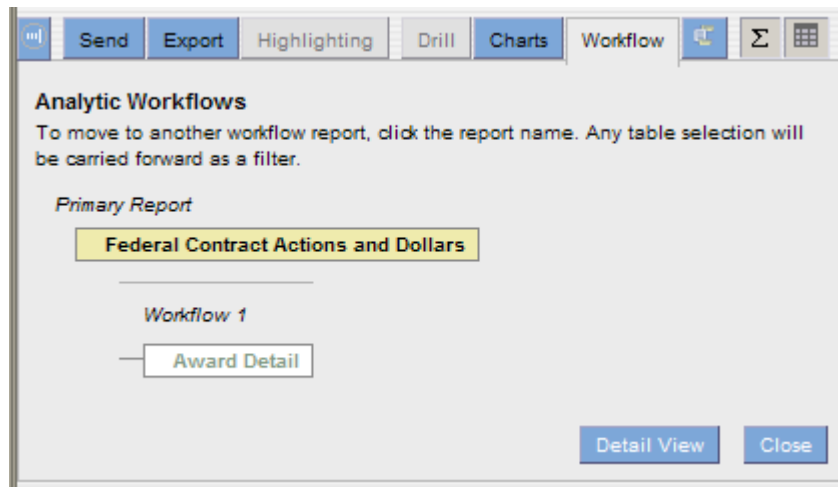 Send Export Highlighting Drill Charts Workflow Σ
Analytic Workflows
To move to another workflow report, click the report name. Any table selection will
be carried forward as a filter.
Primary Report
Federal Contract Actions and Dollars
Workflow 1
Award Detail
Detail View Close